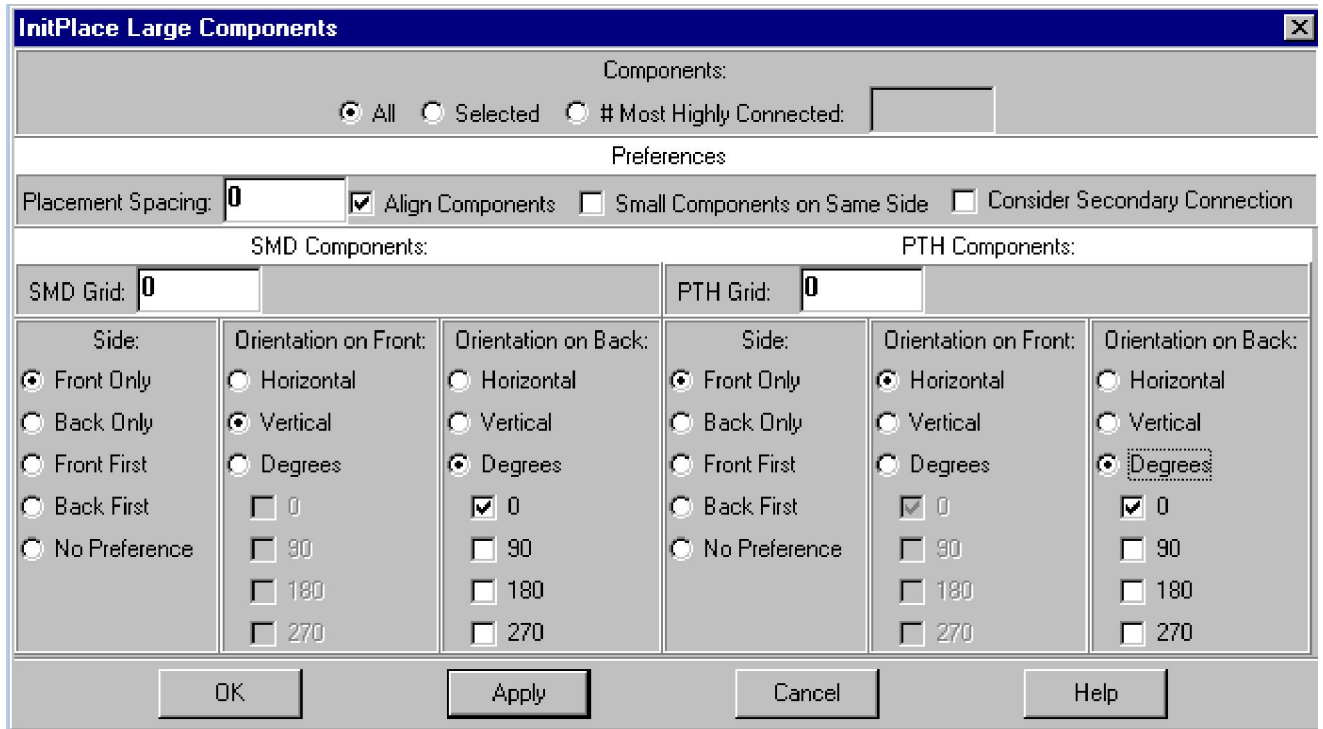 InitPlace Large Components
Components:
All Selected # Most Highly Connected:
Preferences
Placement Spacing: 0 Align Components Small Components on Same Side Consider Secondary Connection
SMD Components: PTH Components:
SMD Grid: 0 PTH Grid: 0
Side: Orientation on Front: Orientation on Back: Side: Orientation on Front: Orientation on Back:
Front Only Horizontal Horizontal Front Only Horizontal Horizontal
Back Only Vertical Vertical Back Only Vertical Vertical
Front First Degrees Degrees Front First Degrees Degrees
Back First 0 0 Back First 0 0
No Preference 90 90 No Preference 90 90
180 180 180 180
270 270 270 270
OK Apply Cancel Help